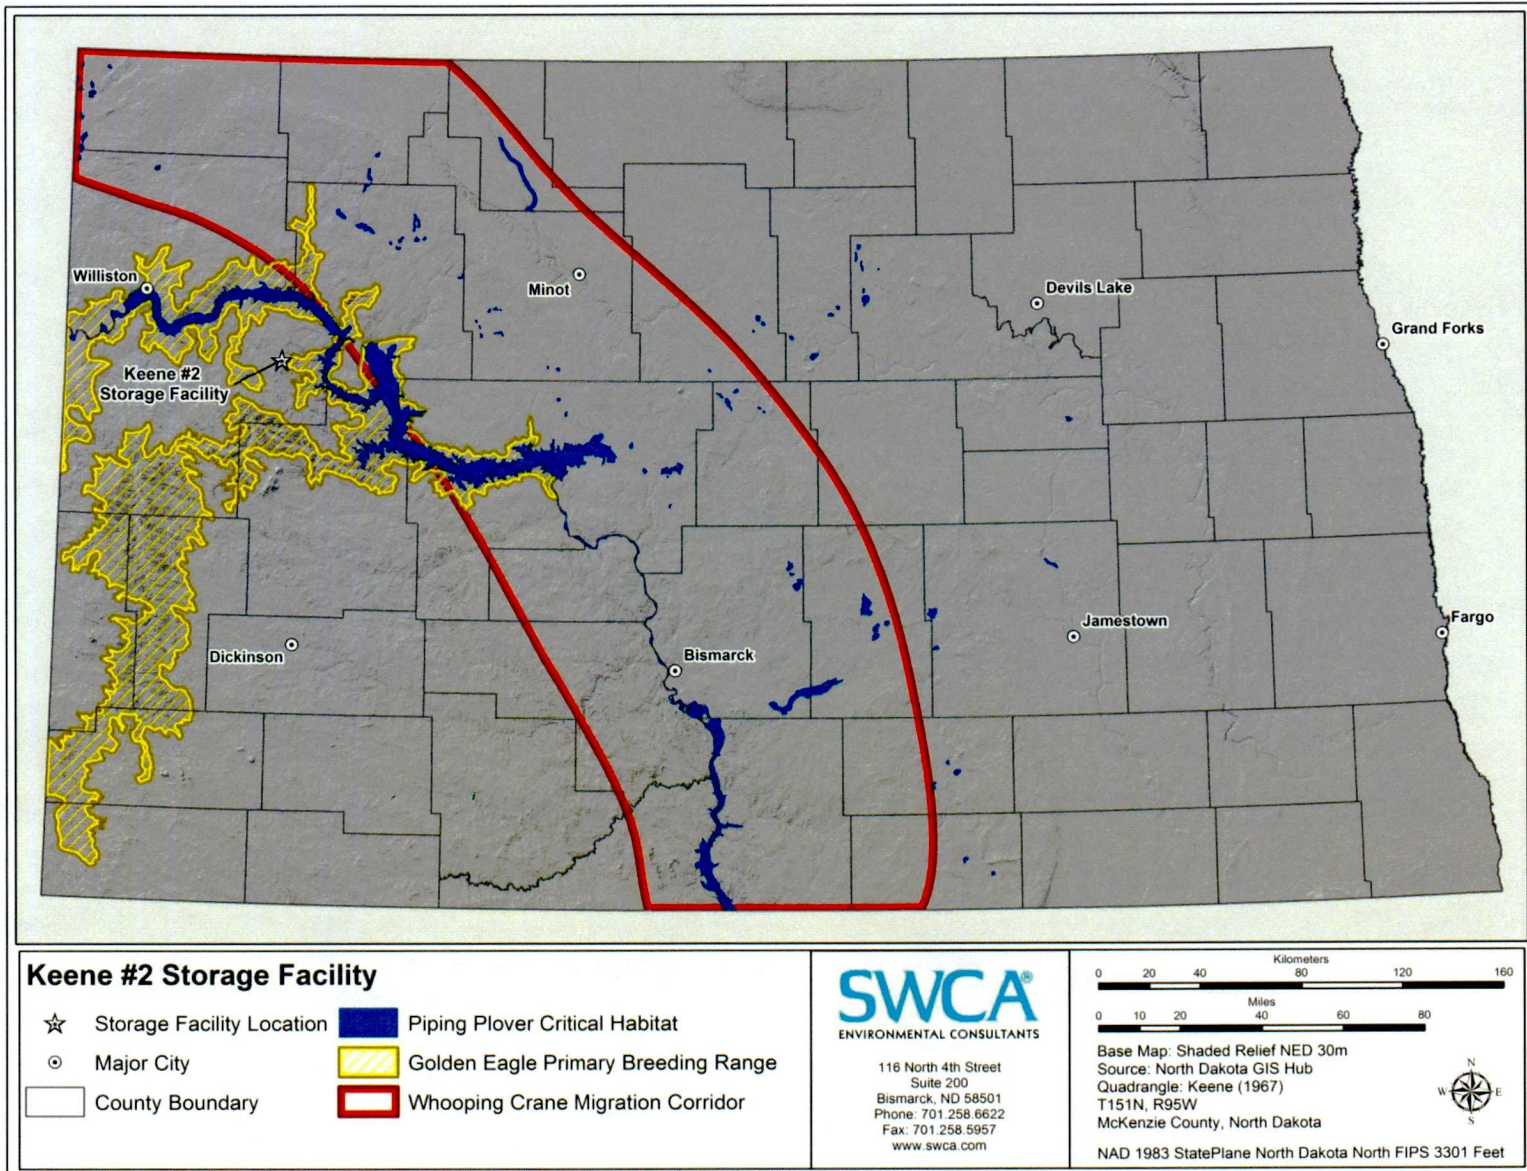 Williston
Minot
Devils Lake
Grand Forks
Keene #2
Storage Facility
Jamestown
Fargo
Dickinson
Bismarck
Keene #2 Storage Facility
Storage Facility Location
Major City
County Boundary
Piping Plover Critical Habitat
Golden Eagle Primary Breeding Range
Whooping Crane Migration Corridor
SWCA®
ENVIRONMENTAL CONSULTANTS
116 North 4th Street
Suite 200
Bismarck, ND 58501
Phone: 701.258.6622
Fax: 701.258.5957
www.swca.com
Kilometers
0 20 40 80 120 160
Miles
0 10 20 40 60 80
Base Map: Shaded Relief NED 30m
Source: North Dakota GIS Hub
Quadrangle: Keene (1967)
T151N, R95W
McKenzie County, North Dakota
N
W E
S
NAD 1983 StatePlane North Dakota North FIPS 3301 Feet